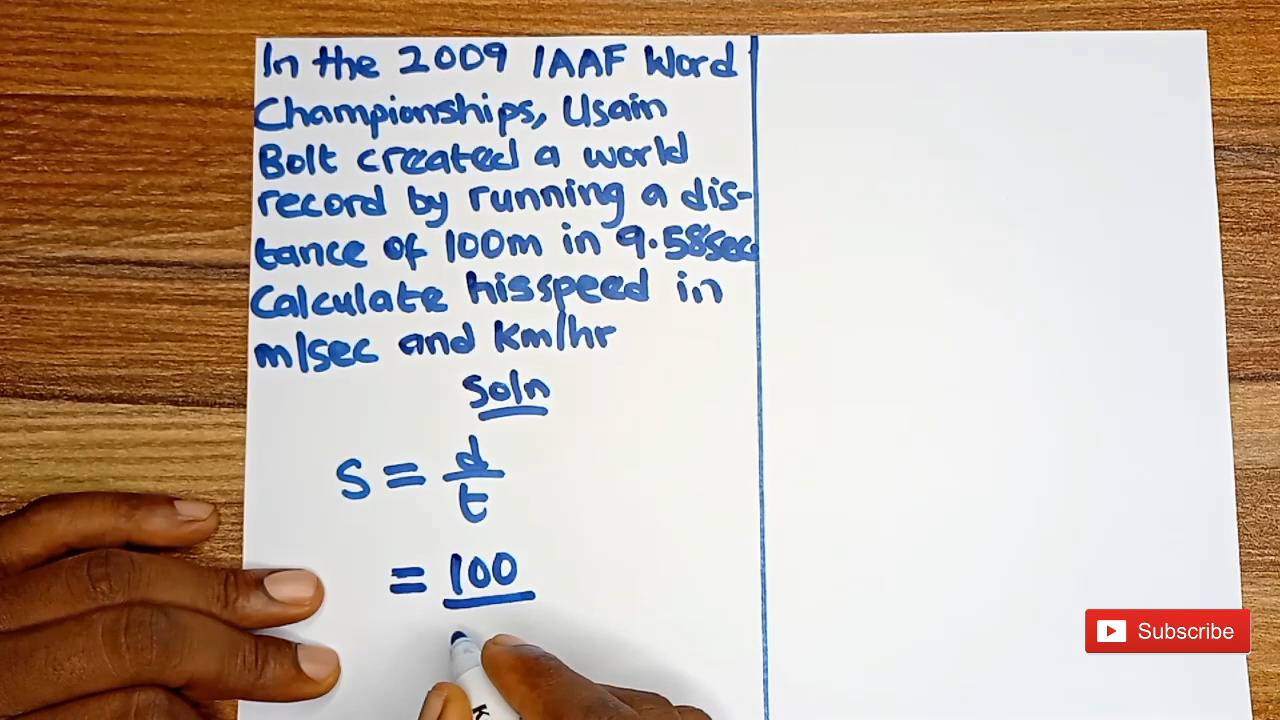 In the 2009 IAAF Word
Championships, Usain
Bolt created a world
record by running a dis-
tance of 100m in 9.58sec
Calculate hisspeed in
m/sec and Km/hr
Soln
S = d/t
= 100
K
Subscribe